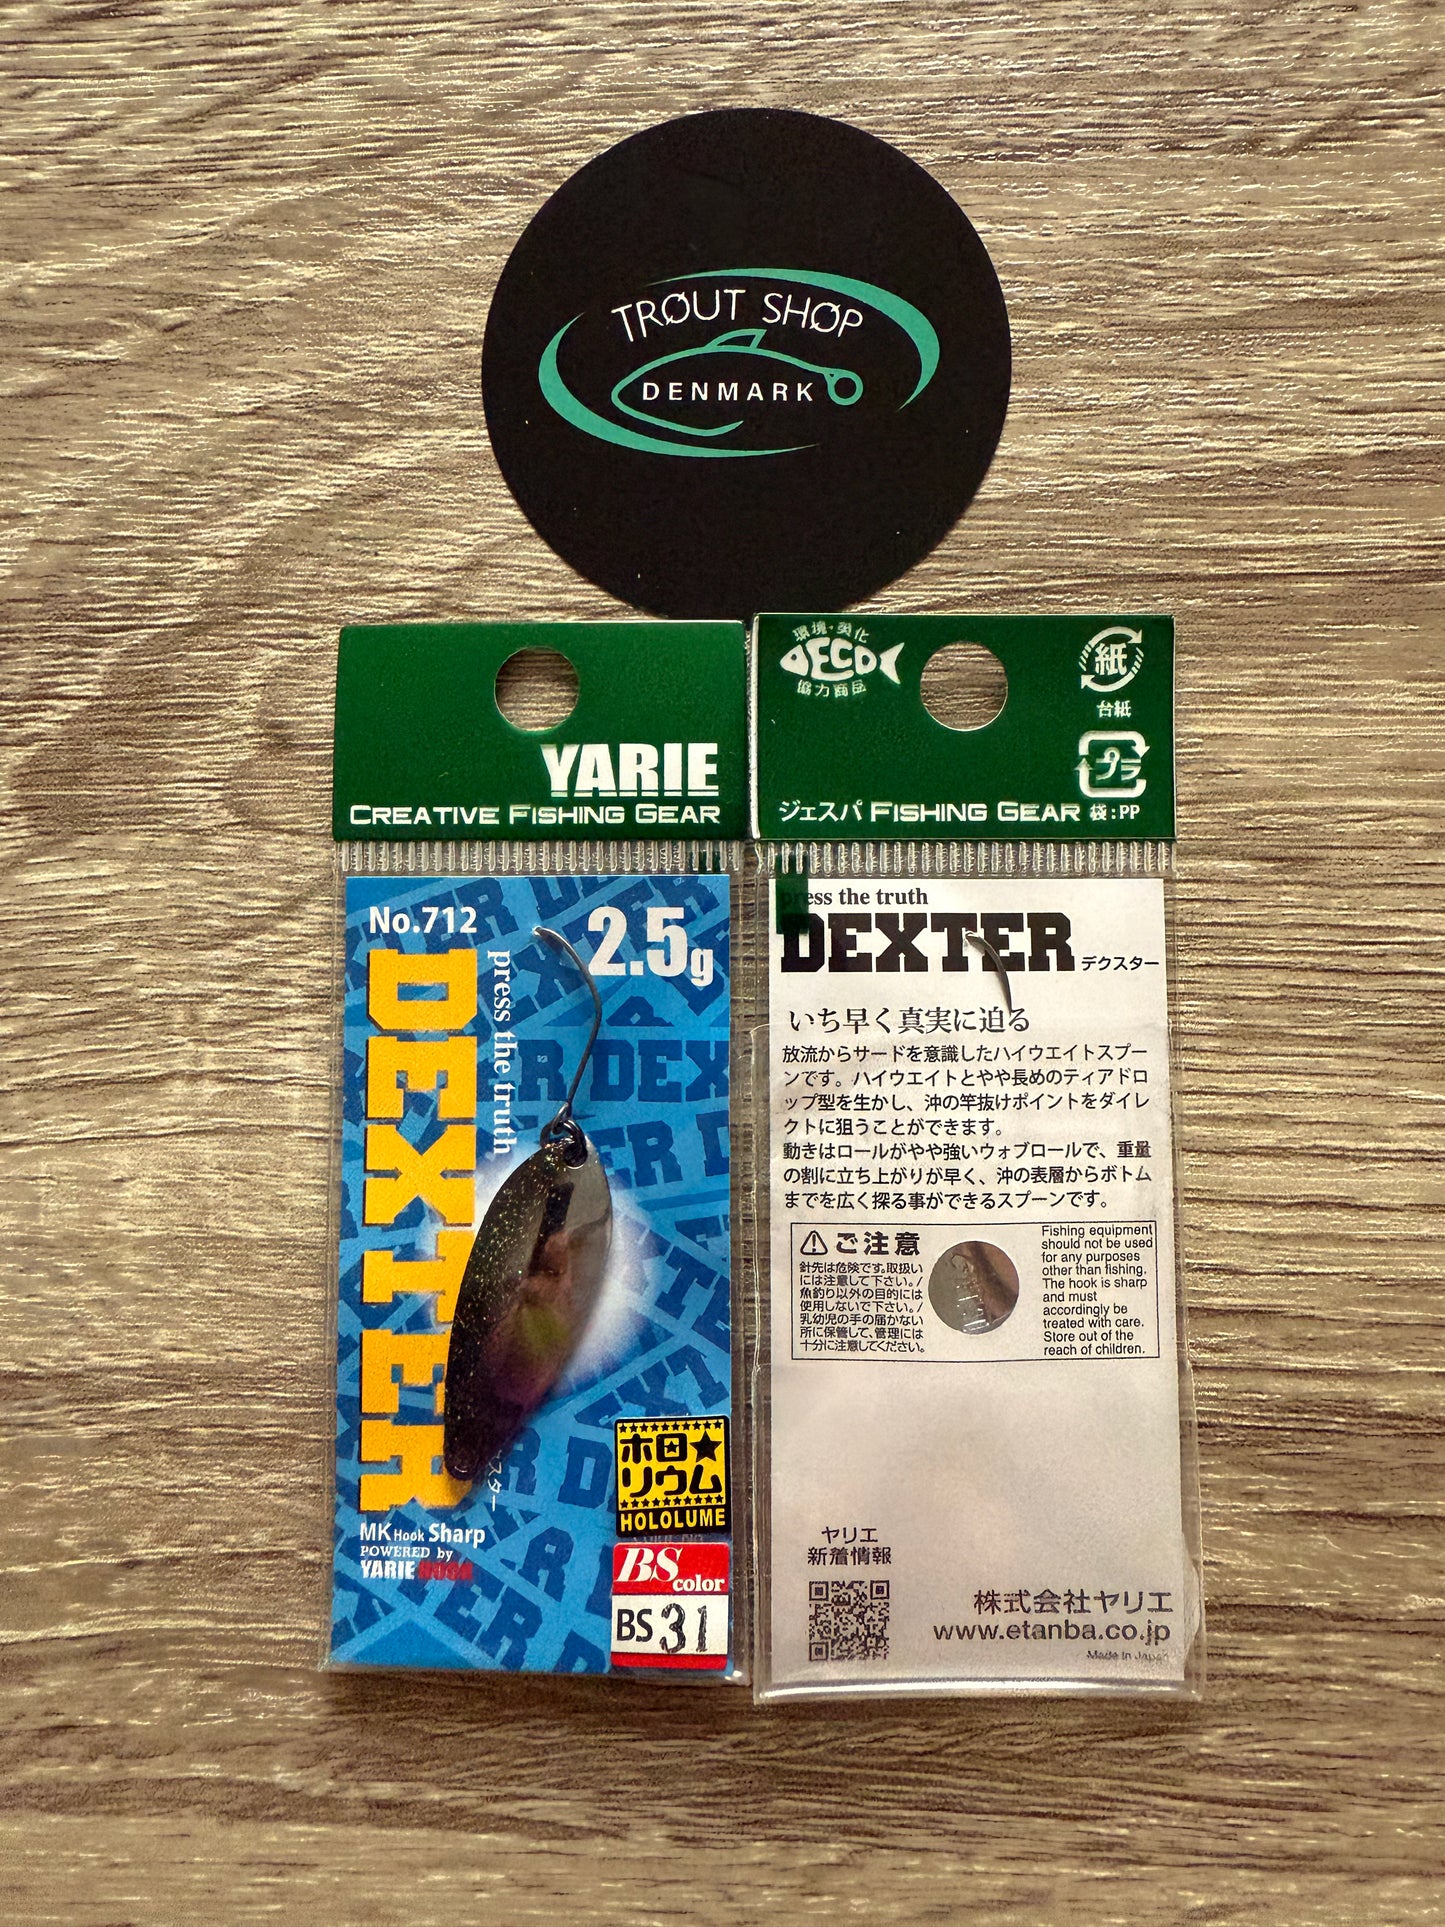 TRØUT SHØP
DENMARK
YARIE
CREATIVE FISHING GEAR
No.712
2.5g
DEXTER
press the truth
スター
MK Hook Sharp
POWERED by
YARIE HOOK
ホロ★
リウム
HOLOLUME
BS color
BS 31
環境・劣化
ECO
協力商品
紙
台紙
プラ
ジェスパ FISHING GEAR 袋:PP
press the truth
DEXTER デクスター
いち早く真実に迫る
放流からサードを意識したハイウエイトスプー
ンです。ハイウエイトとやや長めのティアドロ
ップ型を生かし、沖の竿抜けポイントをダイレ
クトに狙うことができます。
動きはロールがやや強いウォブロールで、重量
の割に立ち上がりが早く、沖の表層からボトム
までを広く探る事ができるスプーンです。
ご注意
針先は危険です。取扱い
には注意して下さい。/
魚釣り以外の目的には
使用しないで下さい。/
乳幼児の手の届かない
所に保管して、管理には
十分に注意してください。
Fishing equipment
should not be used
for any purposes
other than fishing.
The hook is sharp
and must
accordingly be
treated with care.
Store out of the
reach of children.
ヤリエ
新着情報
株式会社ヤリエ
www.etanba.co.jp
Made in Japan